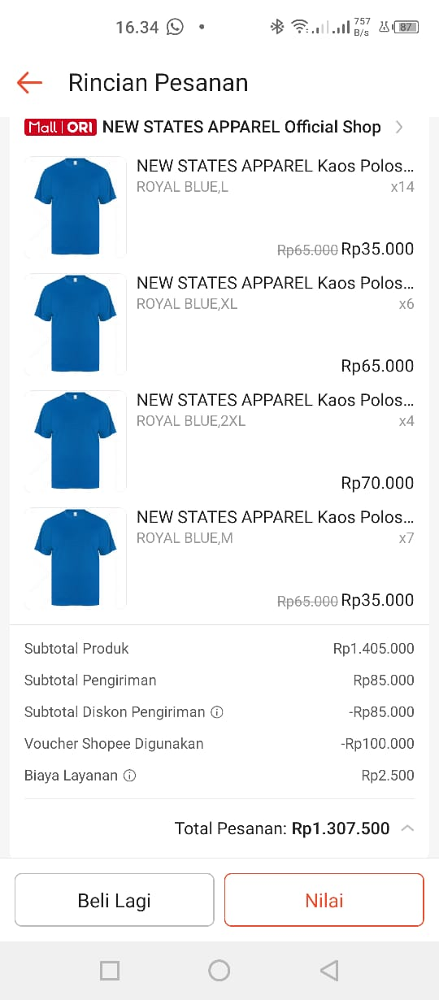 16.34
757
B/s
87
Rincian Pesanan
Mall | ORI NEW STATES APPAREL Official Shop
NEW STATES APPAREL Kaos Polos...
ROYAL BLUE,L x14
Rp65.000 Rp35.000
NEW STATES APPAREL Kaos Polos...
ROYAL BLUE,XL x6
Rp65.000
NEW STATES APPAREL Kaos Polos...
ROYAL BLUE,2XL x4
Rp70.000
NEW STATES APPAREL Kaos Polos...
ROYAL BLUE,M x7
Rp65.000 Rp35.000
Subtotal Produk Rp1.405.000
Subtotal Pengiriman Rp85.000
Subtotal Diskon Pengiriman -Rp85.000
Voucher Shopee Digunakan -Rp100.000
Biaya Layanan Rp2.500
Total Pesanan: Rp1.307.500
Beli Lagi
Nilai